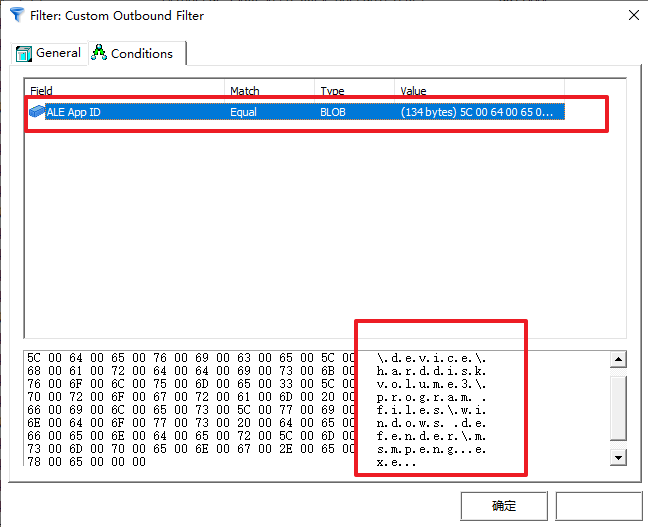 Filter: Custom Outbound Filter
General Conditions
Field Match Type Value
ALE App ID Equal BLOB (134 bytes) 5C 00 64 00 65 0...
5C 00 64 00 65 00 76 00 69 00 63 00 65 00 5C 00 \.d.e.v.i.c.e.\.
68 00 61 00 72 00 64 00 64 00 69 00 73 00 6B 00 h.a.r.d.d.i.s.k.
76 00 6F 00 6C 00 75 00 6D 00 65 00 33 00 5C 00 v.o.l.u.m.e.3.\.
70 00 72 00 6F 00 67 00 72 00 61 00 6D 00 20 00 p.r.o.g.r.a.m. .
66 00 69 00 6C 00 65 00 73 00 5C 00 77 00 69 00 f.i.l.e.s.\.w.i.
6E 00 64 00 6F 00 77 00 73 00 20 00 64 00 65 00 n.d.o.w.s. .d.e.
66 00 65 00 6E 00 64 00 65 00 72 00 5C 00 6D 00 f.e.n.d.e.r.\.m.
73 00 6D 00 70 00 65 00 6E 00 67 00 2E 00 65 00 s.m.p.e.n.g...e.
78 00 65 00 00 00 x.e...
确定